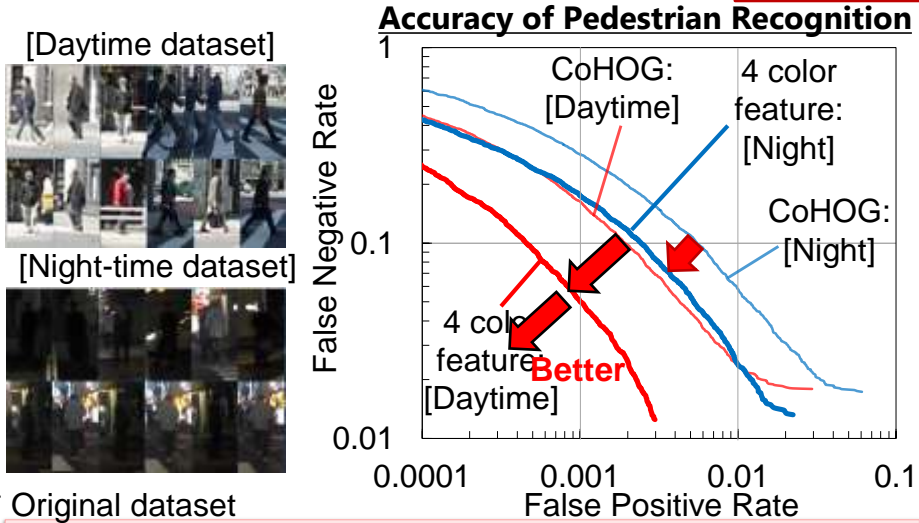 Accuracy of Pedestrian Recognition
[Daytime dataset]
[Night-time dataset]
Original dataset
False Negative Rate
1
0.1
0.01
CoHOG:
[Daytime]
4 color
feature:
[Night]
CoHOG:
[Night]
4 color
feature:
[Daytime]
Better
0.0001
0.001
0.01
0.1
False Positive Rate